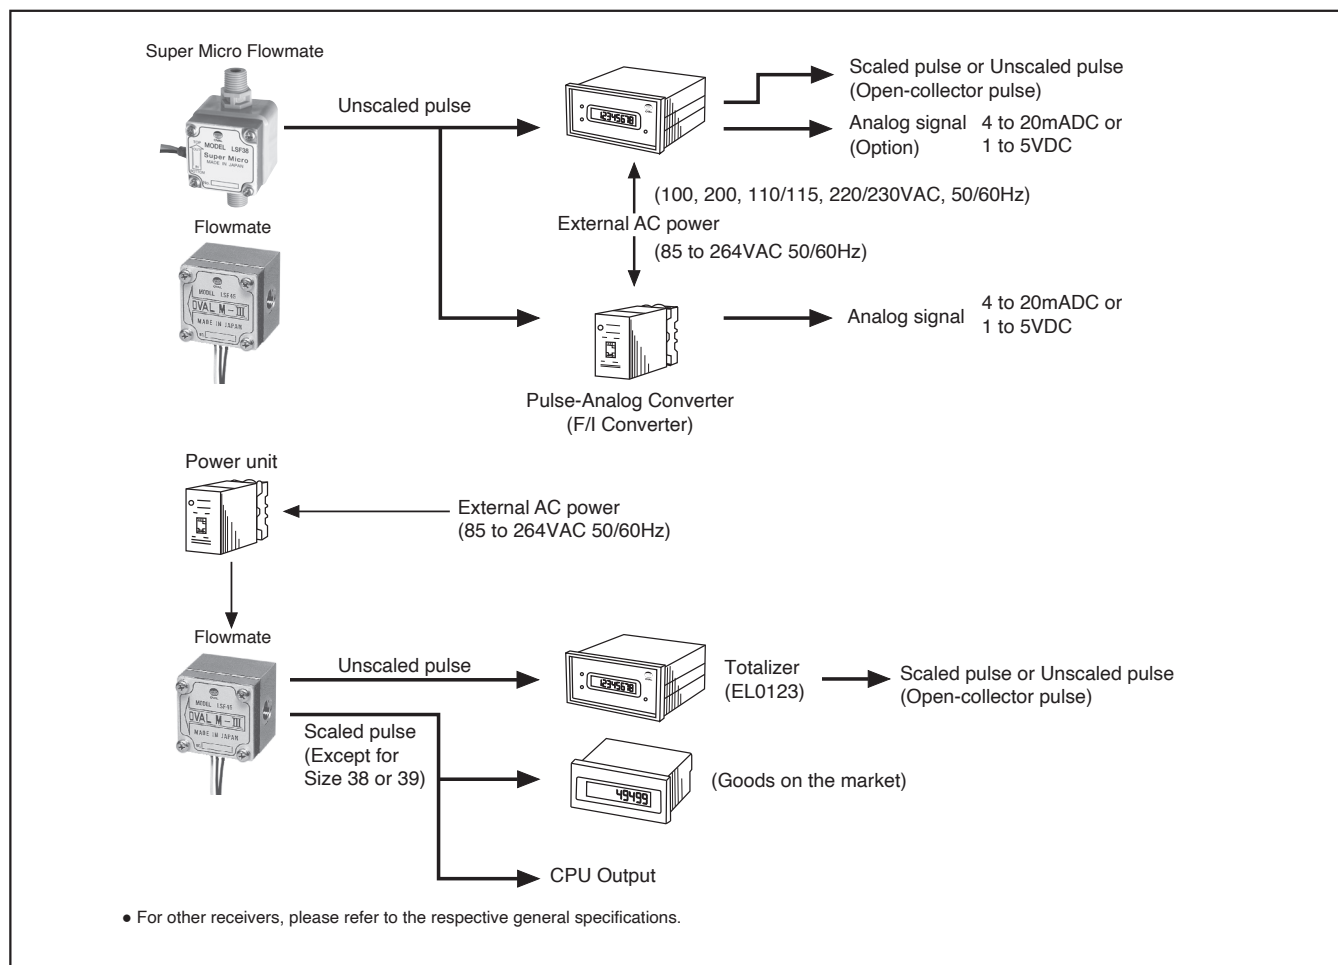 Super Micro Flowmate
Unscaled pulse
12345678
Scaled pulse or Unscaled pulse
(Open-collector pulse)
Analog signal 4 to 20mADC or
(Option) 1 to 5VDC
MODEL LSF38
Super Micro
MADE IN JAPAN
(100, 200, 110/115, 220/230VAC, 50/60Hz)
External AC power
(85 to 264VAC 50/60Hz)
Flowmate
MODEL LSF45
OVAL M-III
MADE IN JAPAN
Analog signal 4 to 20mADC or
1 to 5VDC
Pulse-Analog Converter
(F/I Converter)
Power unit
External AC power
(85 to 264VAC 50/60Hz)
Flowmate
MODEL LSF45
OVAL M-III
MADE IN JAPAN
Unscaled pulse
12345678
Totalizer
(EL0123)
Scaled pulse or Unscaled pulse
(Open-collector pulse)
Scaled pulse
(Except for
Size 38 or 39)
49499
(Goods on the market)
CPU Output
● For other receivers, please refer to the respective general specifications.